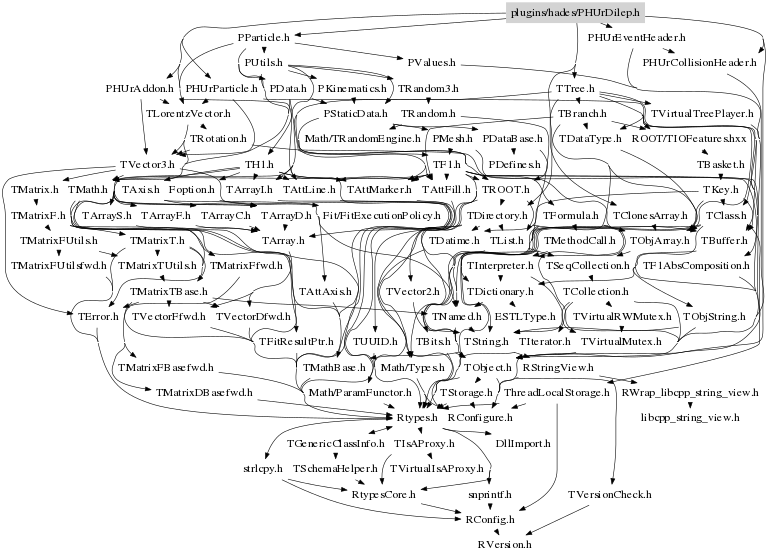 plugins/hades/PHUrDilep.h
PParticle.h PHUrEventHeader.h
PUtils.h PValues.h PHUrCollisionHeader.h
PHUrAddon.h PHUrParticle.h PData.h PKinematics.h TRandom3.h TTree.h
TLorentzVector.h PStaticData.h TRandom.h TBranch.h TVirtualTreePlayer.h
TRotation.h Math/TRandomEngine.h PMesh.h PDataBase.h TDataType.h ROOT/TIOFeatures.hxx
TVector3.h TH1.h TF1.h PDefines.h TBasket.h
TMatrix.h TMath.h TAxis.h Foption.h TArrayI.h TAttLine.h TAttMarker.h TAttFill.h TROOT.h TKey.h
TMatrixF.h TArrayS.h TArrayF.h TArrayC.h TArrayD.h Fit/FitExecutionPolicy.h TDirectory.h TFormula.h TClonesArray.h TClass.h
TMatrixFUtils.h TMatrixT.h TArray.h TDatime.h TList.h TMethodCall.h TObjArray.h TBuffer.h
TMatrixFUtilsfwd.h TMatrixTUtils.h TMatrixFfwd.h TInterpreter.h TSeqCollection.h TF1AbsComposition.h
TMatrixTBase.h TAttAxis.h TVector2.h TDictionary.h TCollection.h
TError.h TVectorFfwd.h TVectorDfwd.h TNamed.h ESTLType.h TVirtualRWMutex.h TObjString.h
TFitResultPtr.h TUUID.h TBits.h TString.h TIterator.h TVirtualMutex.h
TMatrixFBasefwd.h TMathBase.h Math/Types.h TObject.h RStringView.h
TMatrixDBasefwd.h Math/ParamFunctor.h TStorage.h ThreadLocalStorage.h RWrap_libcpp_string_view.h
Rtypes.h RConfigure.h libcpp_string_view.h
TGenericClassInfo.h TIsAProxy.h DllImport.h
strlcpy.h TSchemaHelper.h TVirtualIsAProxy.h
RtypesCore.h snprintf.h TVersionCheck.h
RConfig.h
RVersion.h